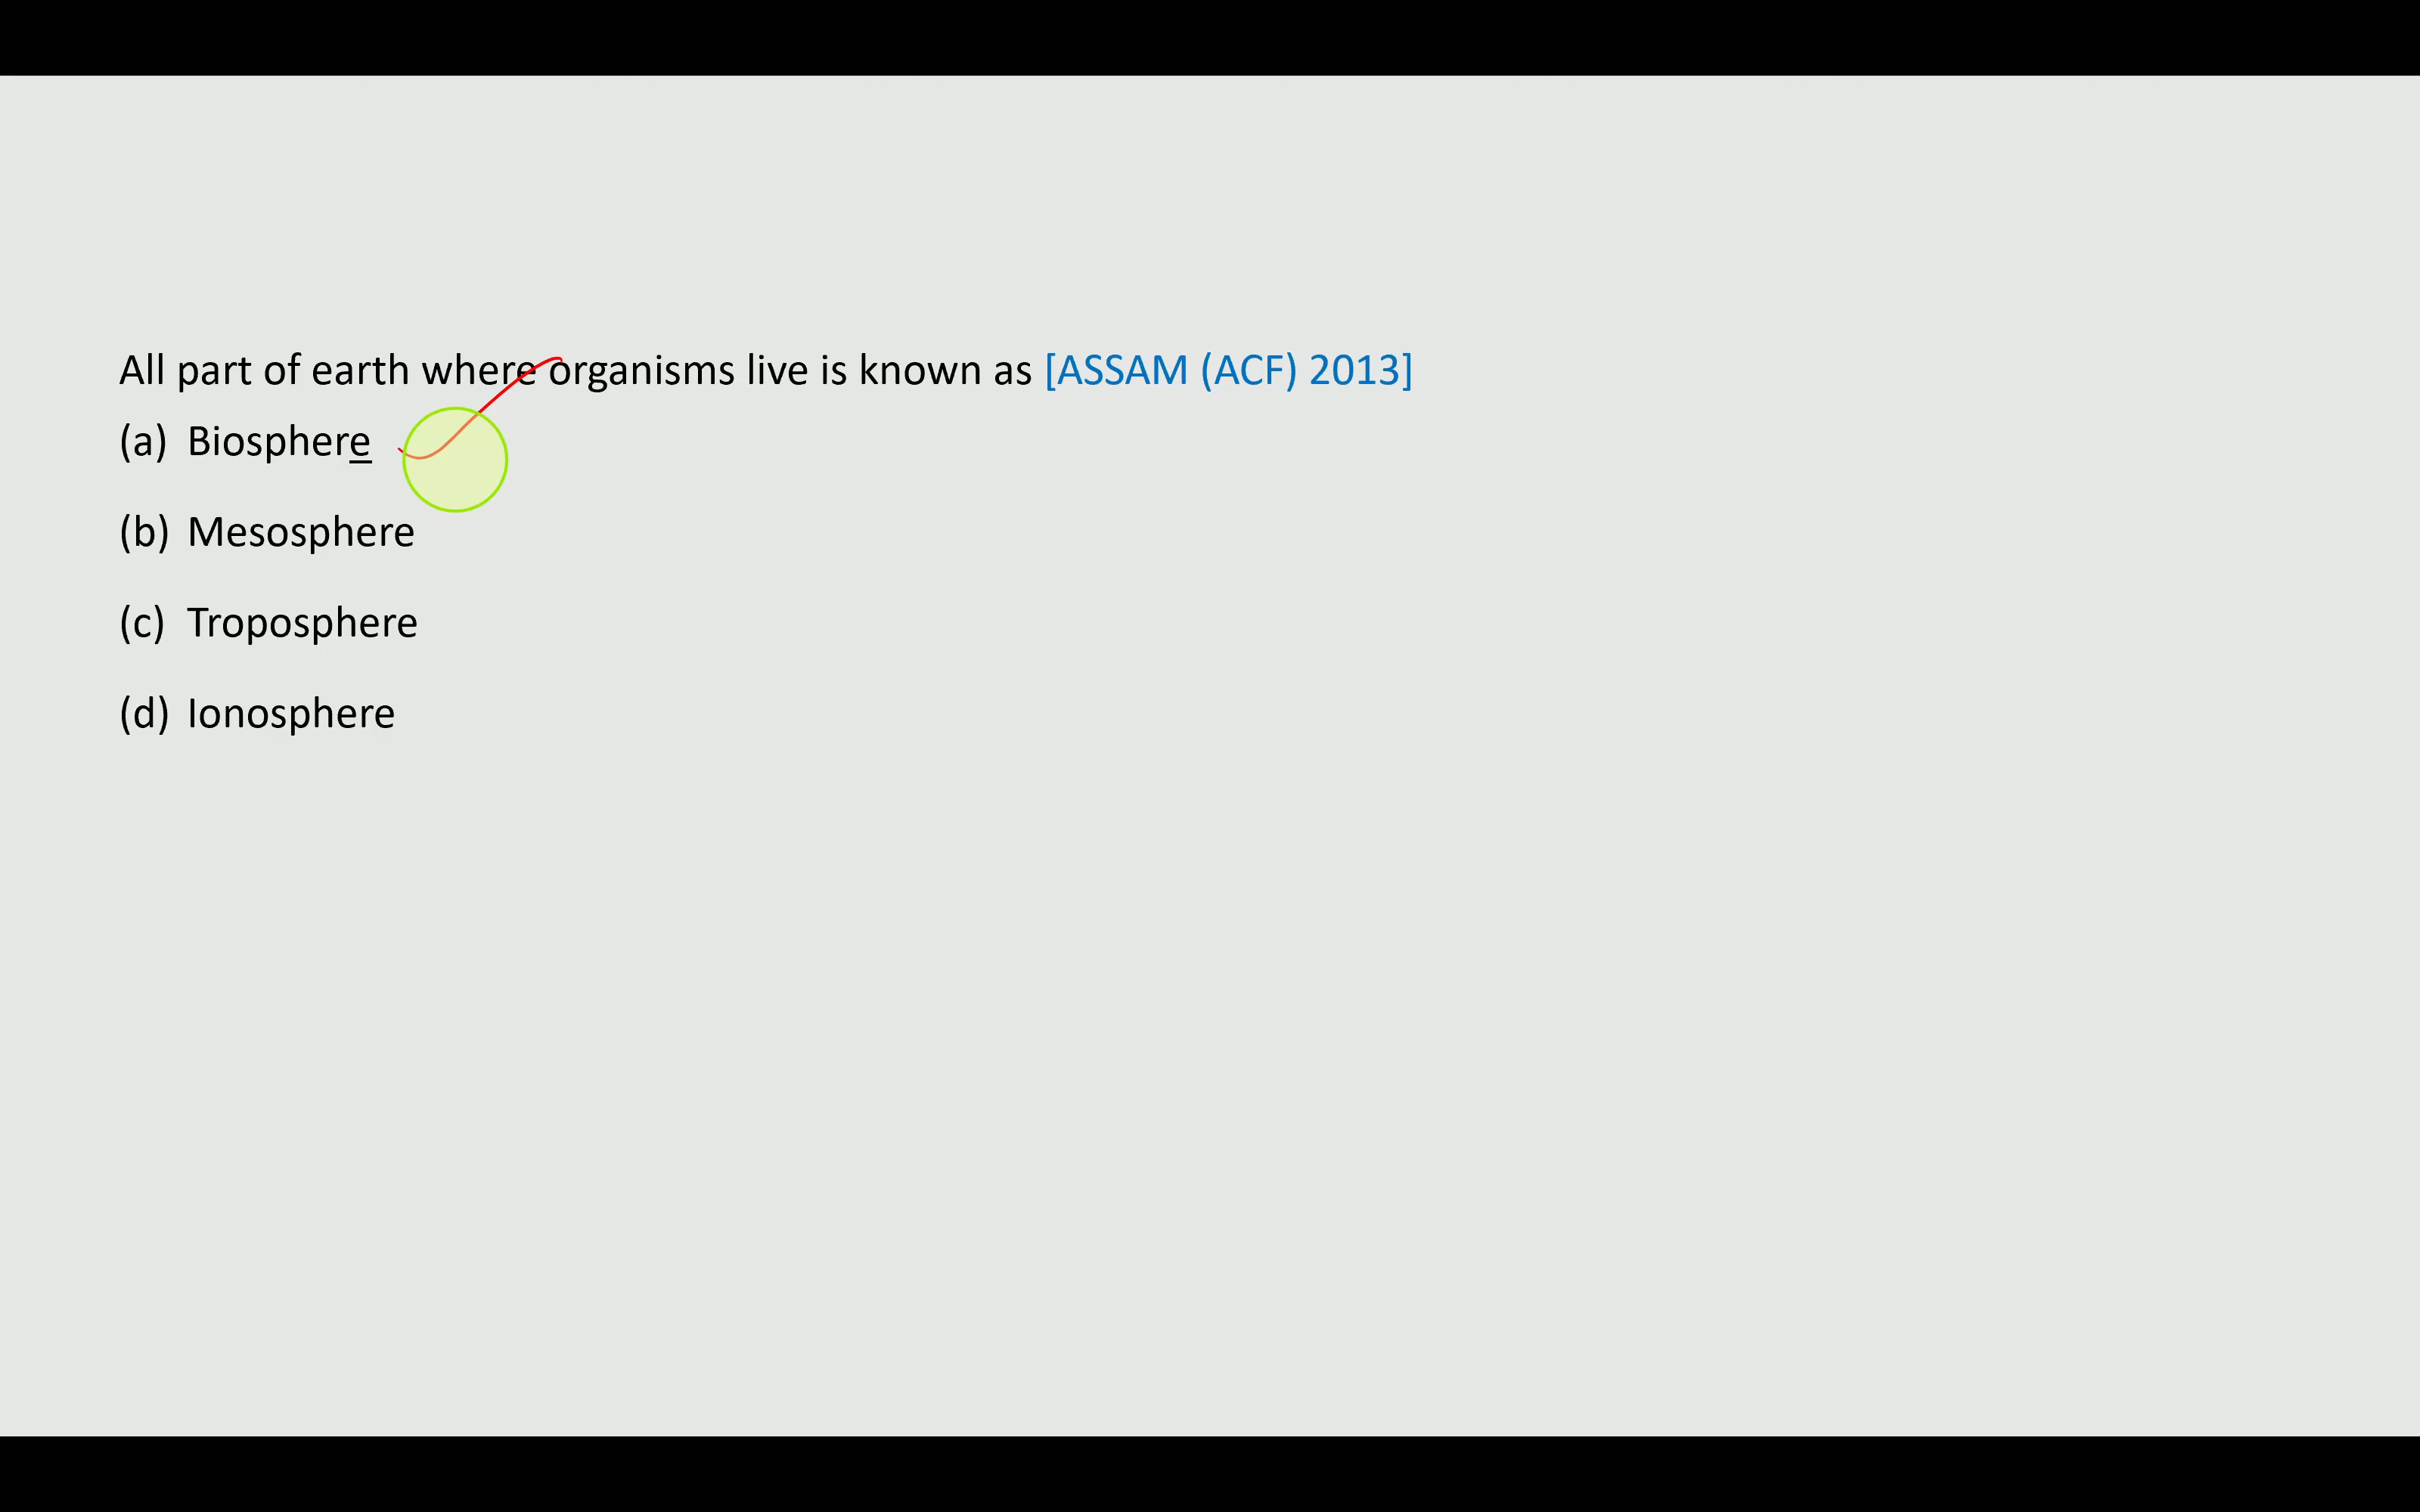 All part of earth where organisms live is known as [ASSAM (ACF) 2013]
(a) Biosphere
(b) Mesosphere
(c) Troposphere
(d) Ionosphere